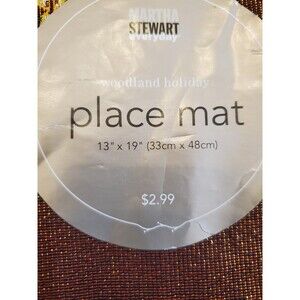 MARTHA
STEWART
everyday
woodland holiday
place mat
13" x 19" (33cm x 48cm)
$2.99